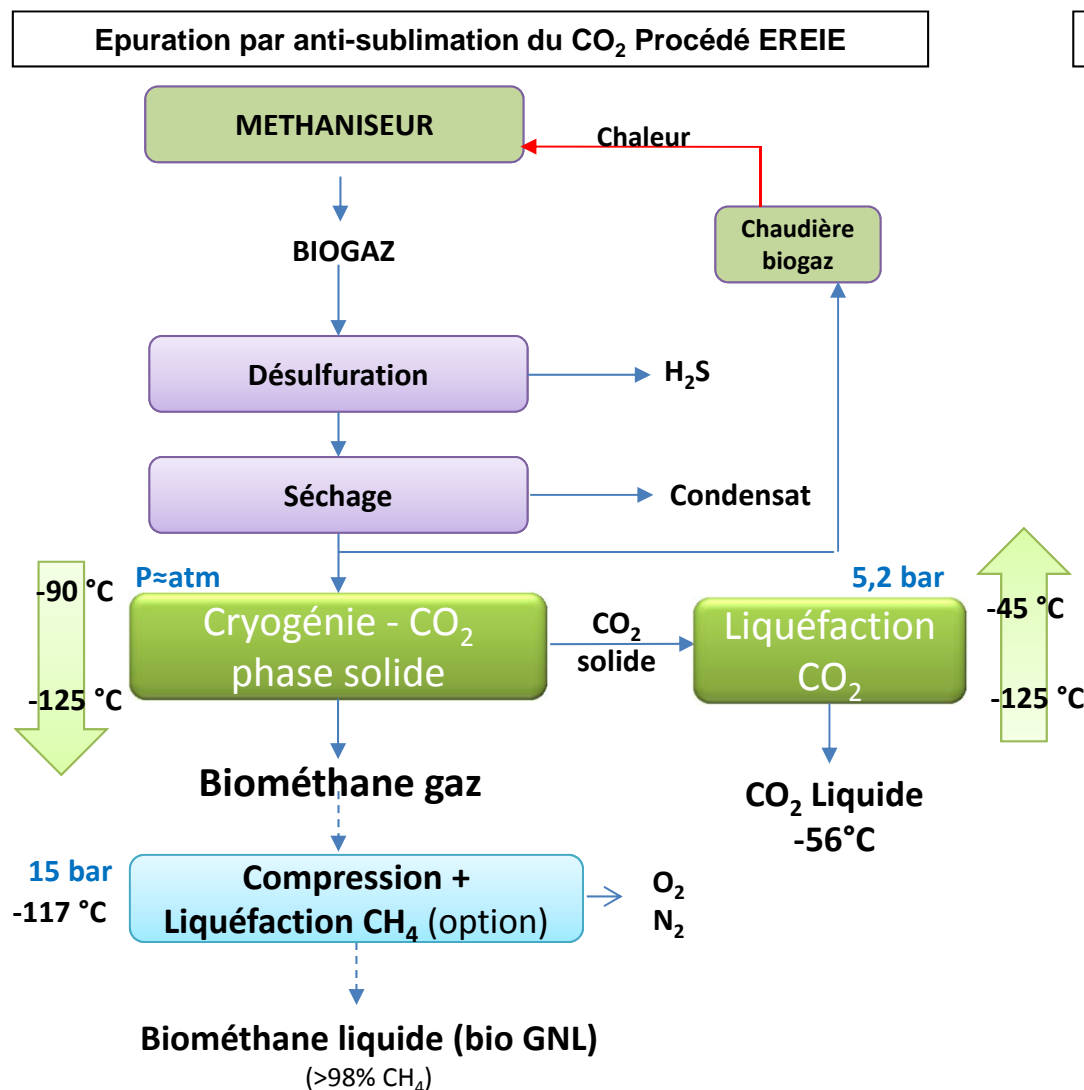 Epuration par anti-sublimation du CO₂ Procédé EREIE
METHANISEUR
Chaleur
Chaudière
biogaz
BIOGAZ
Désulfuration
H₂S
Séchage
Condensat
P≈atm
5,2 bar
-90 °C
-125 °C
Cryogénie - CO₂
phase solide
CO₂
solide
Liquéfaction
CO₂
-45 °C
-125 °C
Biométhane gaz
CO₂ Liquide
-56°C
15 bar
-117 °C
Compression +
Liquéfaction CH₄ (option)
O₂
N₂
Biométhane liquide (bio GNL)
(>98% CH₄)